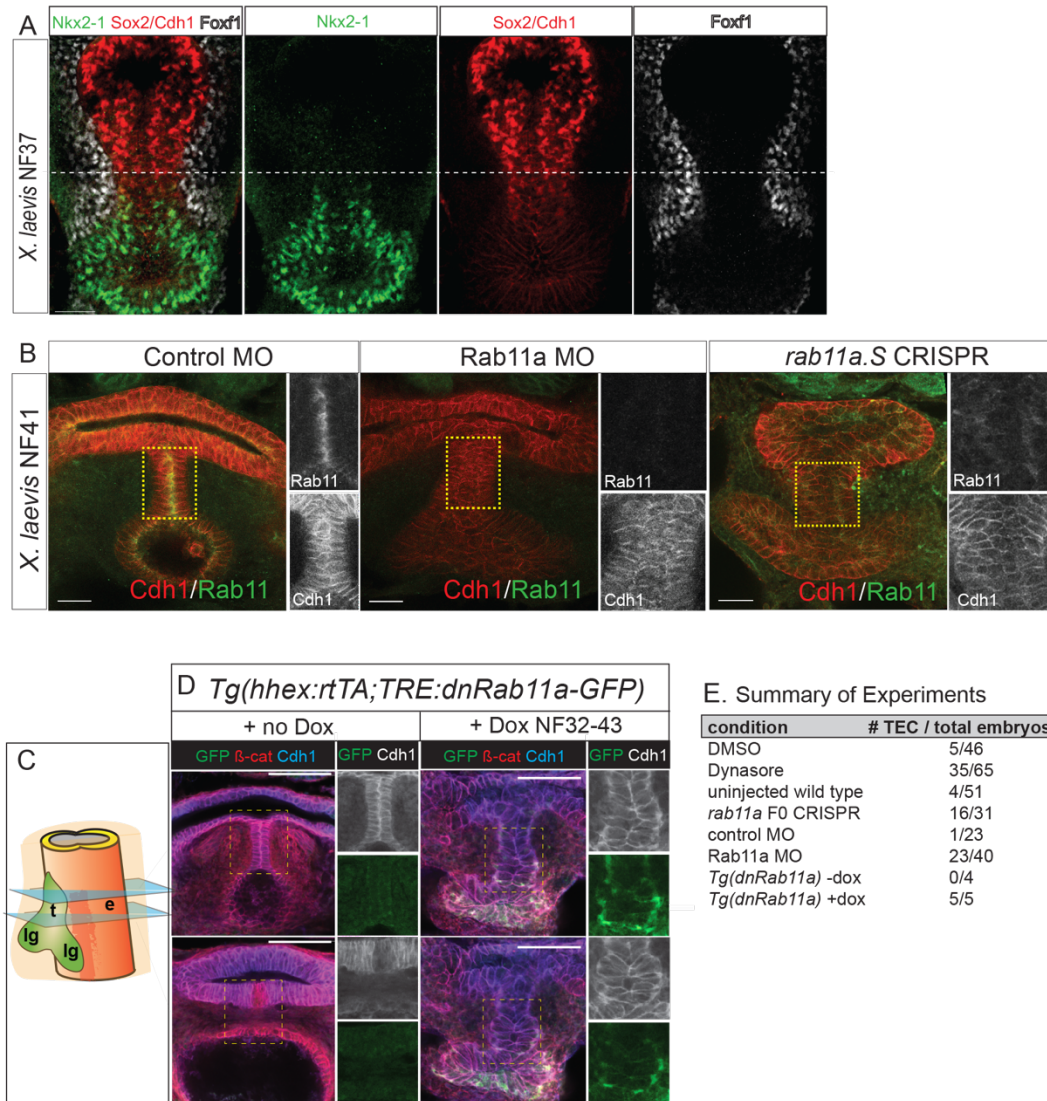 A
Nkx2-1 Sox2/Cdh1 Foxf1
Nkx2-1
Sox2/Cdh1
Foxf1
X. laevis NF37
B
Control MO
Rab11a MO
rab11a.S CRISPR
X. laevis NF41
Cdh1/Rab11
Rab11
Cdh1
Cdh1/Rab11
Rab11
Cdh1
Cdh1/Rab11
Rab11
Cdh1
C
t
e
lg
lg
D
Tg(hhex:rtTA;TRE:dnRab11a-GFP)
+ no Dox
+ Dox NF32-43
GFP ß-cat Cdh1
GFP Cdh1
GFP ß-cat Cdh1
GFP Cdh1
E. Summary of Experiments
condition # TEC / total embryos
DMSO 5/46
Dynasore 35/65
uninjected wild type 4/51
rab11a F0 CRISPR 16/31
control MO 1/23
Rab11a MO 23/40
Tg(dnRab11a) -dox 0/4
Tg(dnRab11a) +dox 5/5